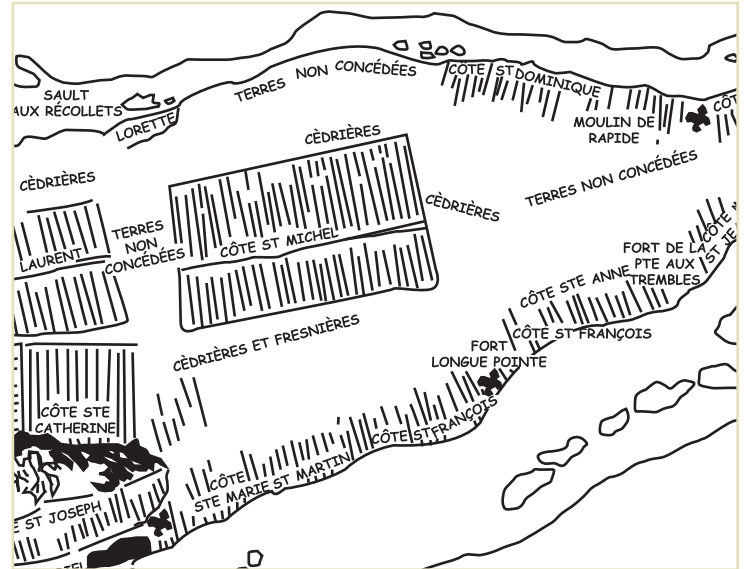 SAULT
AUX RÉCOLLETS
LORETTE
TERRES NON CONCÉDÉES
CÔTE ST DOMINIQUE
MOULIN DE
RAPIDE
CÈDRIÈRES
CÈDRIÈRES
LAURENT
TERRES
NON
CONCÉDÉES
CÔTE ST MICHEL
CÈDRIÈRES
TERRES NON CONCÉDÉES
FORT DE LA
PTE AUX
TREMBLES
CÔTE
CÔTE STE ANNE
CÔTE ST FRANÇOIS
CÈDRIÈRES ET FRESNIÈRES
FORT
LONGUE POINTE
CÔTE STE
CATHERINE
CÔTE ST FRANÇOIS
CÔTE
STE MARIE
ST MARTIN
ST JOSEPH